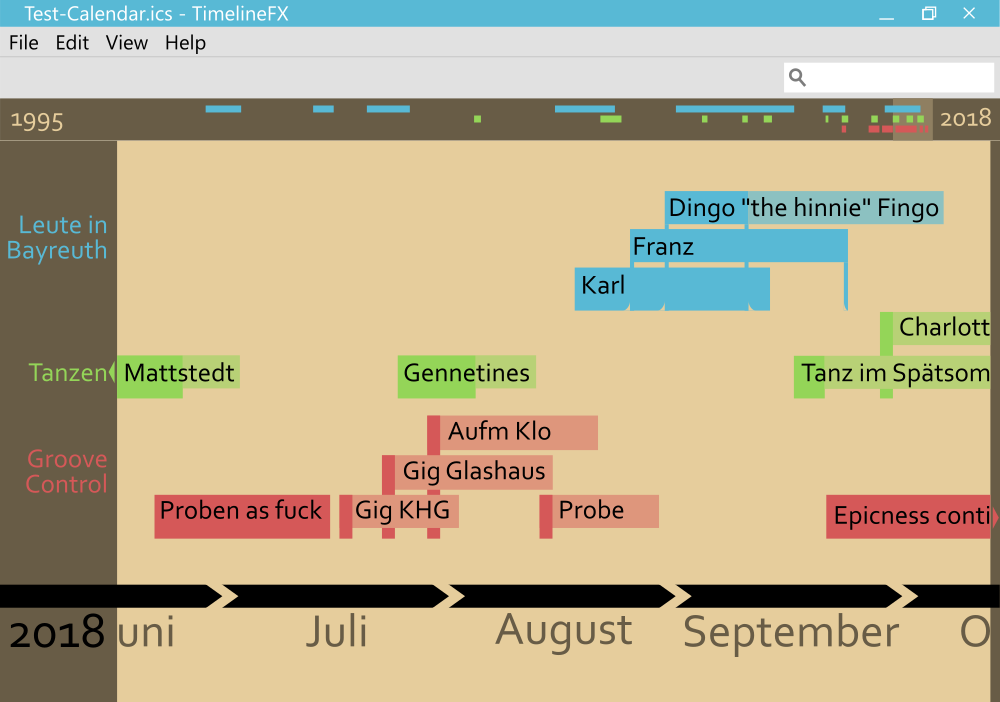 Test-Calendar.ics - TimelineFX
File Edit View Help
1995
2018
Leute in
Bayreuth
Dingo "the hinnie" Fingo
Franz
Karl
Charlott
Tanzen
Mattstedt
Gennetines
Tanz im Spätsom
Groove
Control
Aufm Klo
Gig Glashaus
Proben as fuck
Gig KHG
Probe
Epicness conti
2018 uni Juli August September O